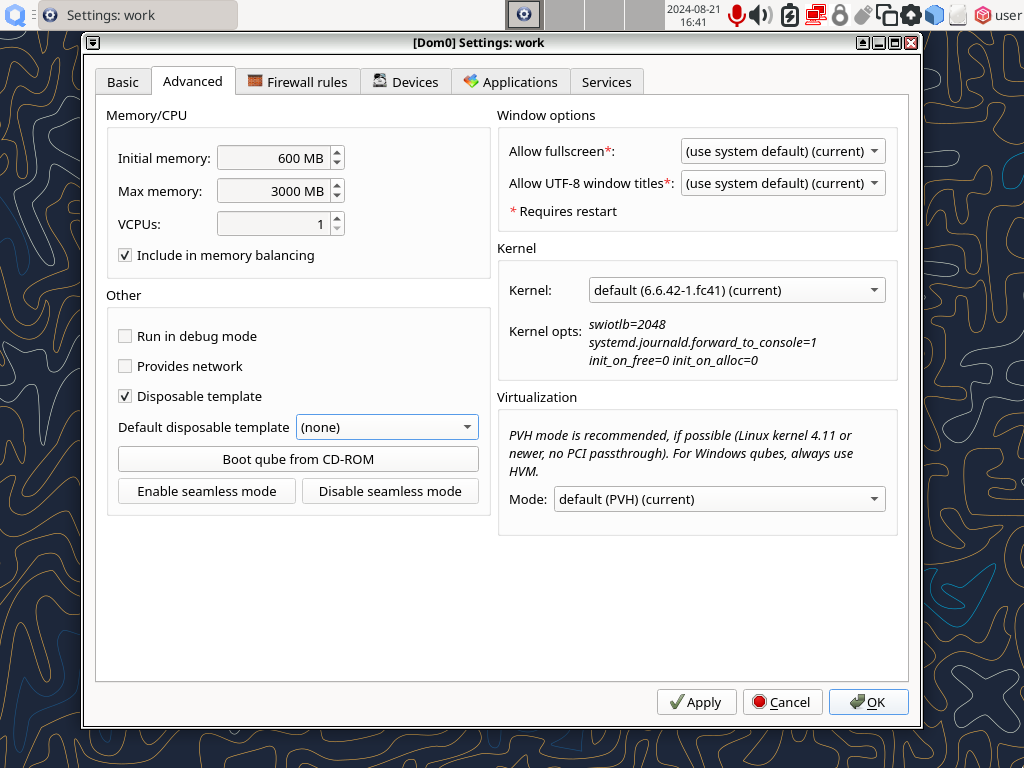 Settings: work
2024-08-21
16:41
user
[Dom0] Settings: work
Basic
Advanced
Firewall rules
Devices
Applications
Services
Memory/CPU
Initial memory:
600 MB
Max memory:
3000 MB
VCPUs:
1
Include in memory balancing
Other
Run in debug mode
Provides network
Disposable template
Default disposable template
(none)
Boot qube from CD-ROM
Enable seamless mode
Disable seamless mode
Window options
Allow fullscreen*:
(use system default) (current)
Allow UTF-8 window titles*:
(use system default) (current)
* Requires restart
Kernel
Kernel:
default (6.6.42-1.fc41) (current)
Kernel opts:
swiotlb=2048
systemd.journald.forward_to_console=1
init_on_free=0 init_on_alloc=0
Virtualization
PVH mode is recommended, if possible (Linux kernel 4.11 or
newer, no PCI passthrough). For Windows qubes, always use
HVM.
Mode:
default (PVH) (current)
Apply
Cancel
OK